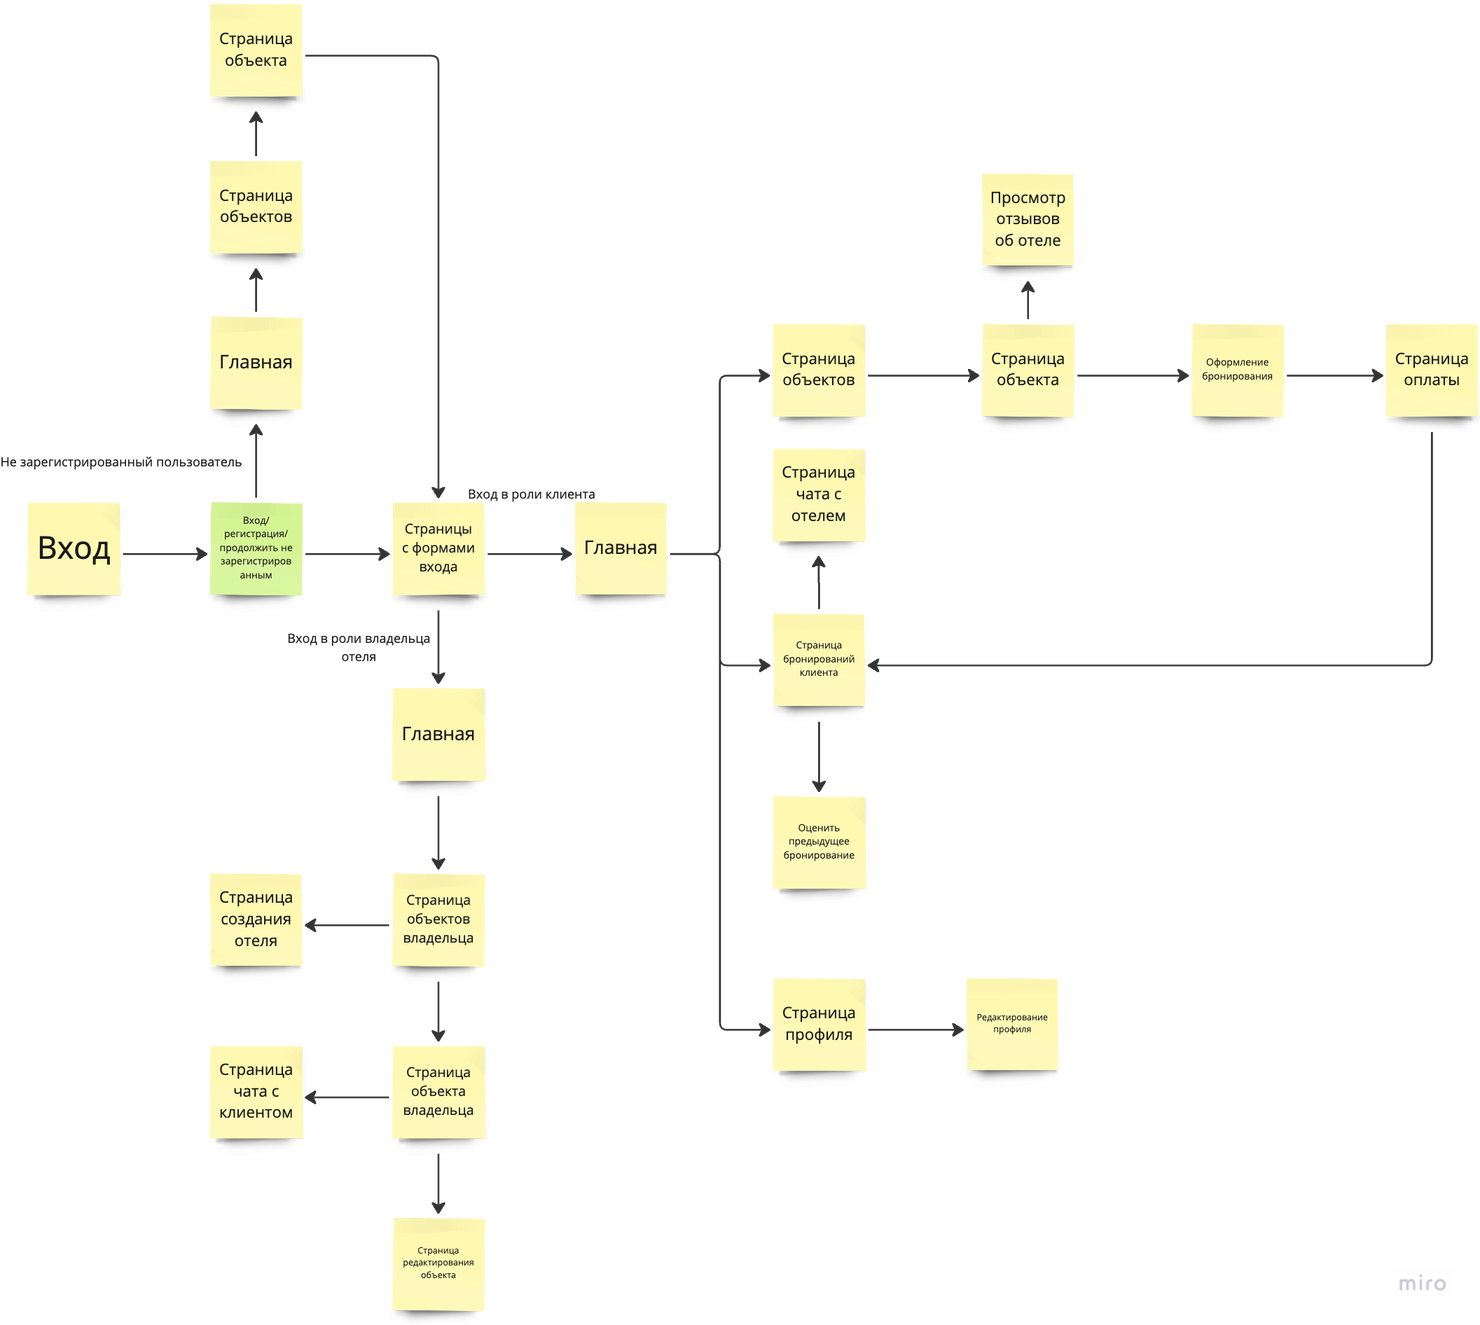 Страница
объекта
Страница
объектов
Просмотр
отзывов
об отеле
Главная
Страница
объектов
Страница
объекта
Оформление
бронирования
Страница
оплаты
Не зарегистрированный пользователь
Страница
чата с
отелем
Вход в роли клиента
Вход
Вход/
регистрация/
продолжить не
зарегистриров
анным
Страницы
с формами
входа
Главная
Вход в роли владельца
отеля
Страница
бронирований
клиента
Главная
Оценить
предыдущее
бронирование
Страница
создания
отеля
Страница
объектов
владельца
Страница
профиля
Редактирование
профиля
Страница
чата с
клиентом
Страница
объекта
владельца
Страница
редактирования
объекта
miro